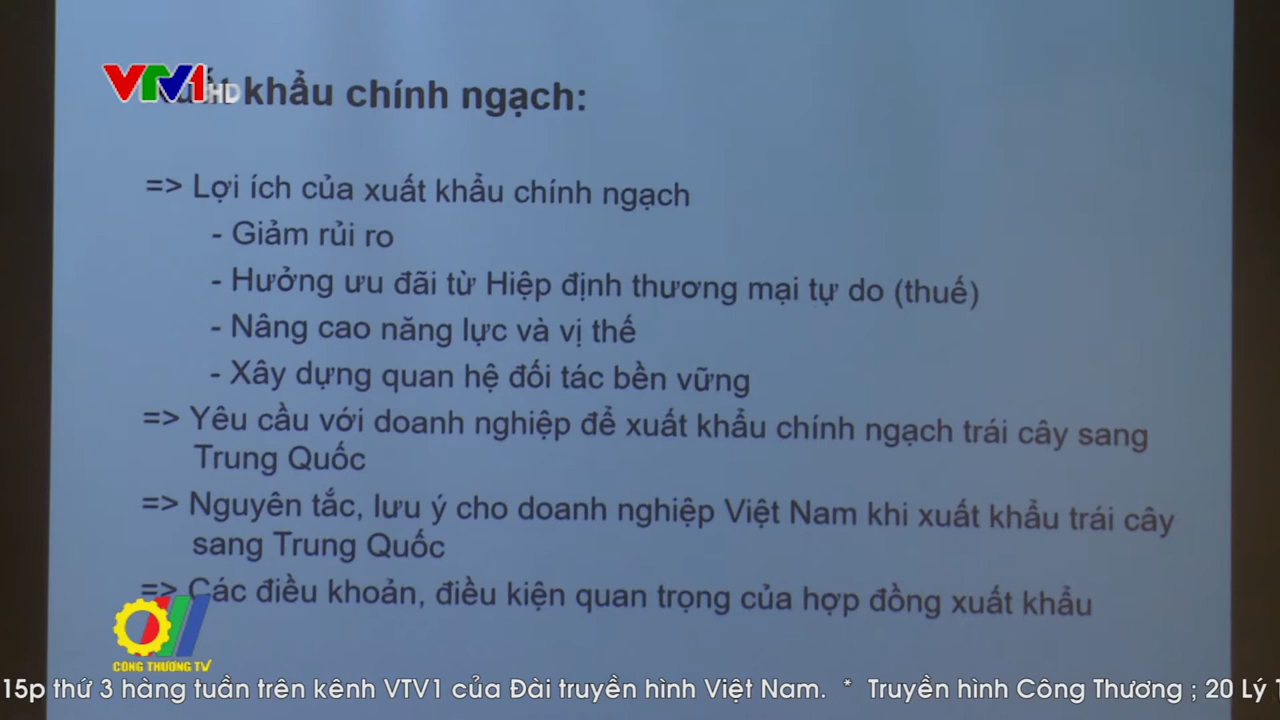 VTV1
HD
khẩu chính ngạch:
=> Lợi ích của xuất khẩu chính ngạch
- Giảm rủi ro
- Hưởng ưu đãi từ Hiệp định thương mại tự do (thuế)
- Nâng cao năng lực và vị thế
- Xây dựng quan hệ đối tác bền vững
=> Yêu cầu với doanh nghiệp để xuất khẩu chính ngạch trái cây sang
Trung Quốc
=> Nguyên tắc, lưu ý cho doanh nghiệp Việt Nam khi xuất khẩu trái cây
sang Trung Quốc
=> Các điều khoản, điều kiện quan trọng của hợp đồng xuất khẩu
CÔNG THƯƠNG TV
15p thứ 3 hàng tuần trên kênh VTV1 của Đài truyền hình Việt Nam. * Truyền hình Công Thương ; 20 Lý